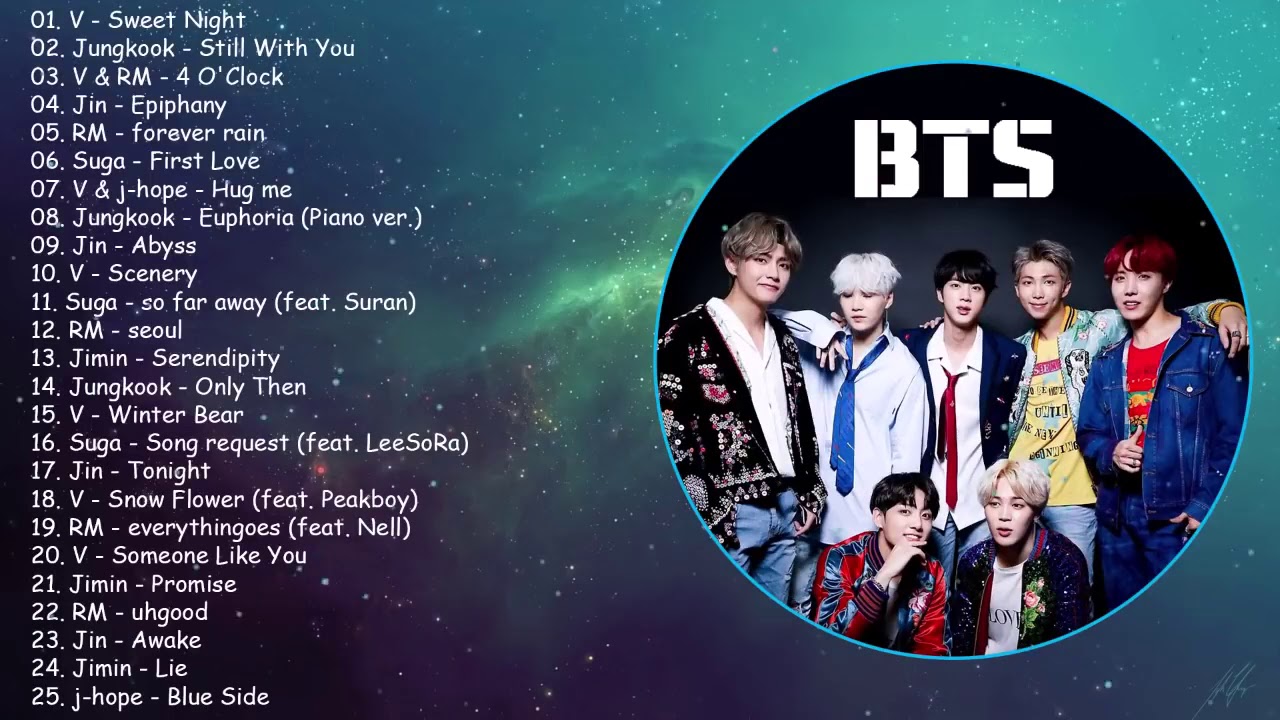 01. V - Sweet Night
02. Jungkook - Still With You
03. V & RM - 4 O'Clock
04. Jin - Epiphany
05. RM - forever rain
06. Suga - First Love
07. V & j-hope - Hug me
08. Jungkook - Euphoria (Piano ver.)
09. Jin - Abyss
10. V - Scenery
11. Suga - so far away (feat. Suran)
12. RM - seoul
13. Jimin - Serendipity
14. Jungkook - Only Then
15. V - Winter Bear
16. Suga - Song request (feat. LeeSoRa)
17. Jin - Tonight
18. V - Snow Flower (feat. Peakboy)
19. RM - everythingoes (feat. Nell)
20. V - Someone Like You
21. Jimin - Promise
22. RM - uhgood
23. Jin - Awake
24. Jimin - Lie
25. j-hope - Blue Side
BTS
UNTIL
LOVE